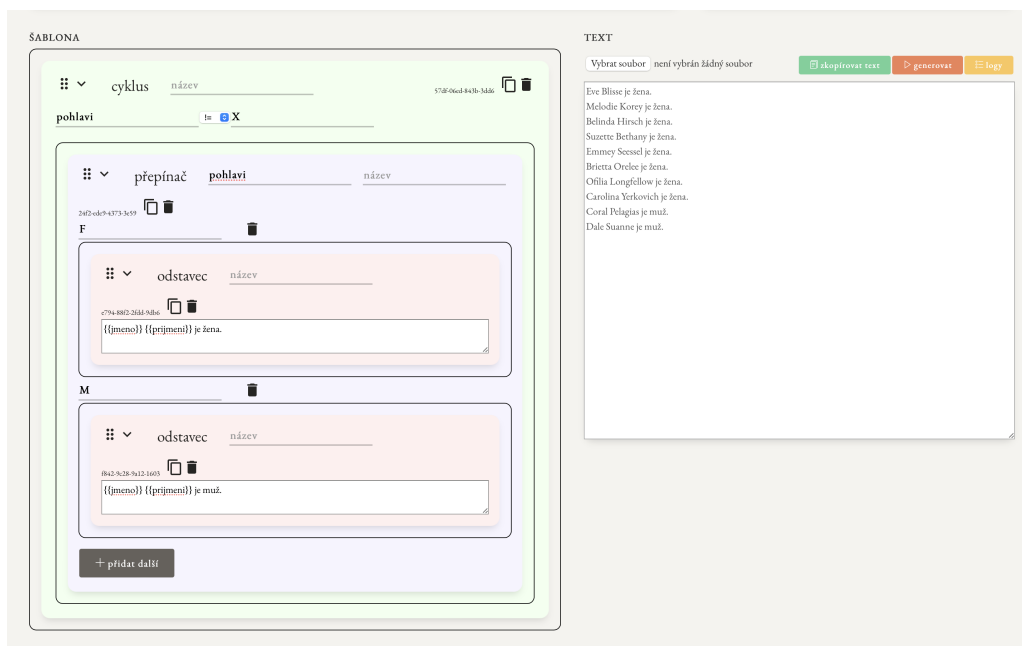 ŠABLONA
cyklus název 57df-06ed-843b-3dd6
pohlavi != X
přepínač pohlavi název
24f2-edc9-4373-3e59
F
odstavec název
e794-88f2-2fdd-9db6
{{jmeno}} {{prijmeni}} je žena.
M
odstavec název
f842-9c28-9a12-1603
{{jmeno}} {{prijmeni}} je muž.
+ přidat další
TEXT
Vybrat soubor není vybrán žádný soubor zkopírovat text generovat logy
Eve Blisse je žena.
Melodie Korey je žena.
Belinda Hirsch je žena.
Suzette Bethany je žena.
Emmey Seessel je žena.
Brietta Orelee je žena.
Ofilia Longfellow je žena.
Carolina Yerkovich je žena.
Coral Pelagias je muž.
Dale Suanne je muž.